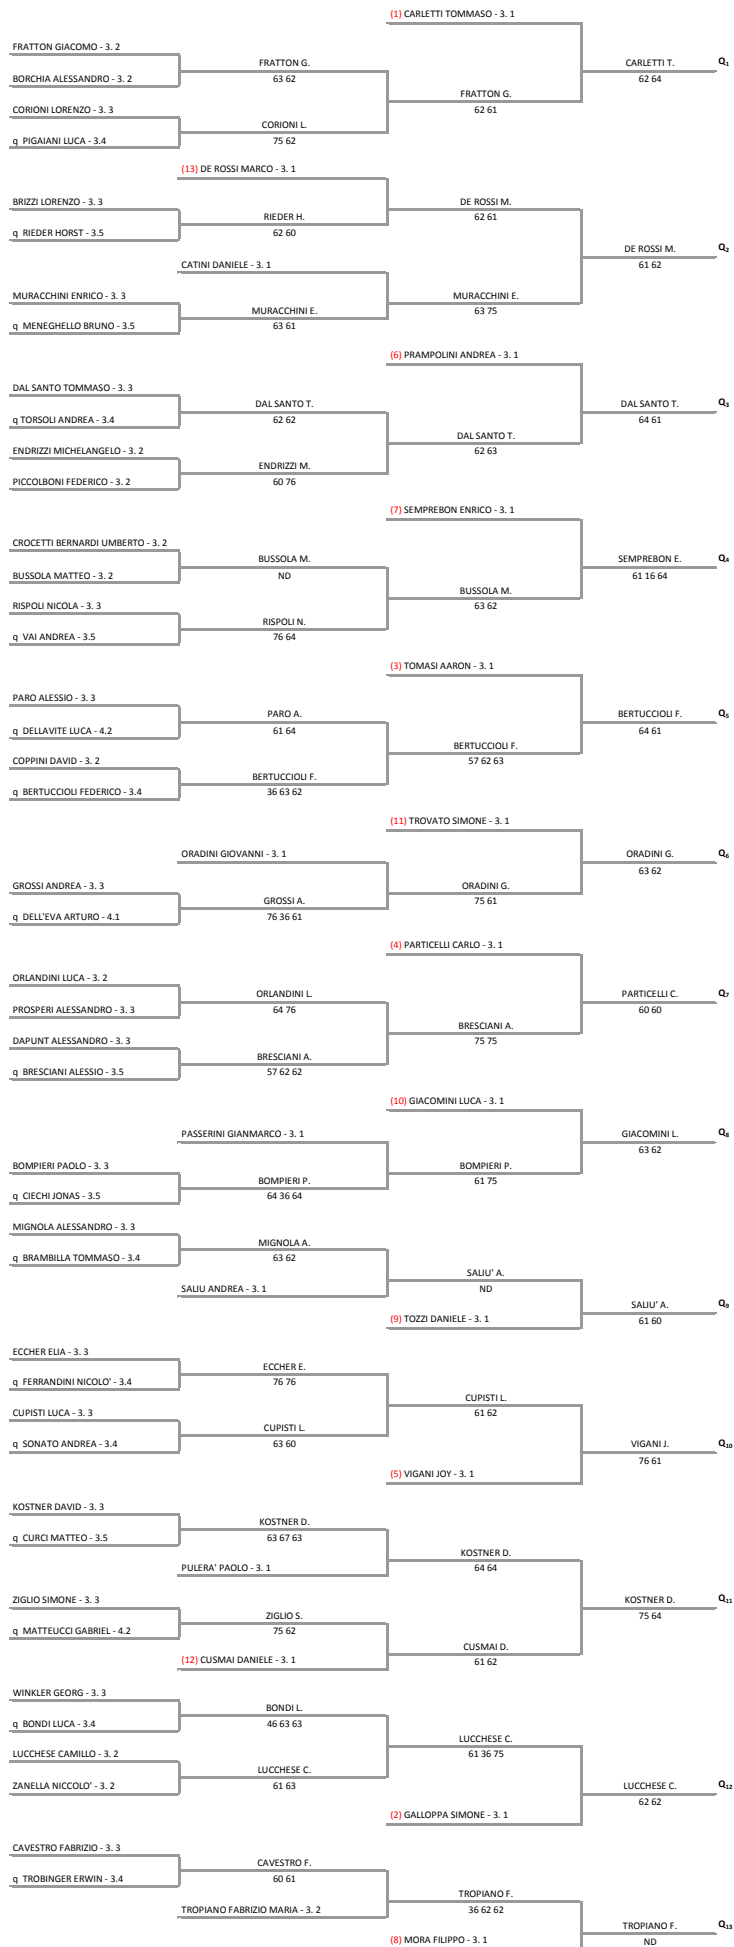 (1) CARLETTI TOMMASO - 3. 1
FRATTON GIACOMO - 3. 2
FRATTON G.
CARLETTI T.
Q₁
BORCHIA ALESSANDRO - 3. 2
63 62
62 64
FRATTON G.
CORIONI LORENZO - 3. 3
62 61
CORIONI L.
q PIGAIANI LUCA - 3.4
75 62
(13) DE ROSSI MARCO - 3. 1
BRIZZI LORENZO - 3. 3
DE ROSSI M.
RIEDER H.
62 61
q RIEDER HORST - 3.5
62 60
DE ROSSI M.
Q₂
CATINI DANIELE - 3. 1
61 62
MURACCHINI ENRICO - 3. 3
MURACCHINI E.
MURACCHINI E.
63 75
q MENEGHELLO BRUNO - 3.5
63 61
(6) PRAMPOLINI ANDREA - 3. 1
DAL SANTO TOMMASO - 3. 3
DAL SANTO T.
DAL SANTO T.
Q₃
q TORSOLI ANDREA - 3.4
62 62
64 61
DAL SANTO T.
ENDRIZZI MICHELANGELO - 3. 2
62 63
ENDRIZZI M.
PICCOLBONI FEDERICO - 3. 2
60 76
(7) SEMPREBON ENRICO - 3. 1
CROCETTI BERNARDI UMBERTO - 3. 2
BUSSOLA M.
SEMPREBON E.
Q₄
BUSSOLA MATTEO - 3. 2
ND
61 16 64
BUSSOLA M.
RISPOLI NICOLA - 3. 3
63 62
RISPOLI N.
q VAI ANDREA - 3.5
76 64
(3) TOMASI AARON - 3. 1
PARO ALESSIO - 3. 3
PARO A.
BERTUCCIOLI F.
Q₅
q DELLAVITE LUCA - 4.2
61 64
64 61
BERTUCCIOLI F.
COPPINI DAVID - 3. 2
57 62 63
BERTUCCIOLI F.
q BERTUCCIOLI FEDERICO - 3.4
36 63 62
(11) TROVATO SIMONE - 3. 1
ORADINI GIOVANNI - 3. 1
ORADINI G.
Q₆
63 62
GROSSI ANDREA - 3. 3
ORADINI G.
GROSSI A.
75 61
q DELL'EVA ARTURO - 4.1
76 36 61
(4) PARTICELLI CARLO - 3. 1
ORLANDINI LUCA - 3. 2
ORLANDINI L.
PARTICELLI C.
Q₇
PROSPERI ALESSANDRO - 3. 3
64 76
60 60
BRESCIANI A.
DAPUNT ALESSANDRO - 3. 3
75 75
BRESCIANI A.
q BRESCIANI ALESSIO - 3.5
57 62 62
(10) GIACOMINI LUCA - 3. 1
PASSERINI GIANMARCO - 3. 1
GIACOMINI L.
Q₈
63 62
BOMPIERI PAOLO - 3. 3
BOMPIERI P.
BOMPIERI P.
61 75
q CIECHI JONAS - 3.5
64 36 64
MIGNOLA ALESSANDRO - 3. 3
MIGNOLA A.
q BRAMBILLA TOMMASO - 3.4
63 62
SALIU' A.
SALIU ANDREA - 3. 1
ND
SALIU' A.
Q₉
(9) TOZZI DANIELE - 3. 1
61 60
ECCHER ELIA - 3. 3
ECCHER E.
q FERRANDINI NICOLO' - 3.4
76 76
CUPISTI L.
CUPISTI LUCA - 3. 3
61 62
CUPISTI L.
q SONATO ANDREA - 3.4
63 60
VIGANI J.
Q₁₀
76 61
(5) VIGANI JOY - 3. 1
KOSTNER DAVID - 3. 3
KOSTNER D.
q CURCI MATTEO - 3.5
63 67 63
KOSTNER D.
PULERA' PAOLO - 3. 1
64 64
ZIGLIO SIMONE - 3. 3
KOSTNER D.
Q₁₁
ZIGLIO S.
75 64
q MATTEUCCI GABRIEL - 4.2
75 62
CUSMAI D.
(12) CUSMAI DANIELE - 3. 1
61 62
WINKLER GEORG - 3. 3
BONDI L.
q BONDI LUCA - 3.4
46 63 63
LUCCHESE C.
LUCCHESE CAMILLO - 3. 2
61 36 75
LUCCHESE C.
ZANELLA NICCOLO' - 3. 2
61 63
LUCCHESE C.
Q₁₂
62 62
(2) GALLOPPA SIMONE - 3. 1
CAVESTRO FABRIZIO - 3. 3
CAVESTRO F.
q TROBINGER ERWIN - 3.4
60 61
TROPIANO F.
TROPIANO FABRIZIO MARIA - 3. 2
36 62 62
TROPIANO F.
Q₁₃
(8) MORA FILIPPO - 3. 1
ND